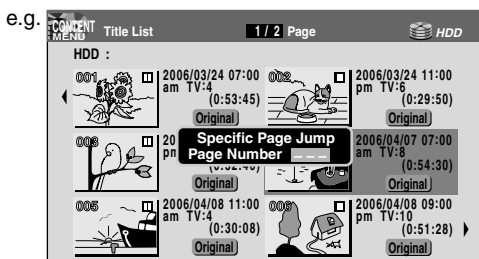 e.g.
CONTENT MENU Title List 1 / 2 Page HDD
HDD :
001 2006/03/24 07:00
am TV:4
(0:53:45)
Original
002 2006/03/24 11:00
pm TV:6
(0:29:50)
Original
003 20
pm
Original
Specific Page Jump
Page Number _ _ _
2006/04/07 07:00
am TV:8
(0:54:30)
Original
005 2006/04/08 11:00
am TV:4
(0:30:08)
Original
006 2006/04/08 09:00
pm TV:10
(0:51:28)
Original